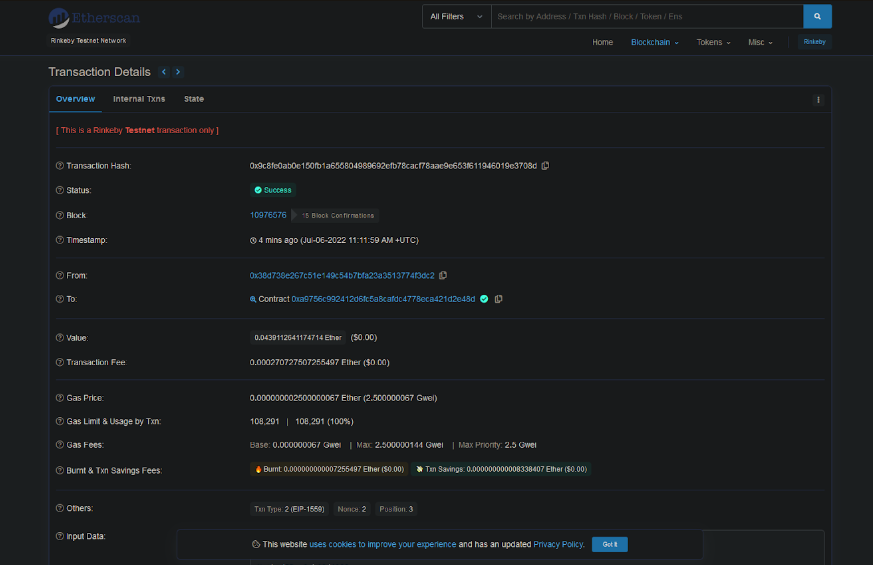 Etherscan
All Filters
Search by Address / Txn Hash / Block / Token / Ens
Rinkeby Testnet Network
Home Blockchain Tokens Misc Rinkeby
Transaction Details
Overview Internal Txns State
[ This is a Rinkeby Testnet transaction only ]
Transaction Hash: 0x9c8fe0ab0e150fb1a655804989692efb78cacf78aae9e653f611946019e3708d
Status: Success
Block 10976576 15 Block Confirmations
Timestamp: 4 mins ago (Jul-06-2022 11:11:59 AM +UTC)
From: 0x38d738e267c51e149c54b7bfa23a3513774f3dc2
To: Contract 0xa9756c992412d6fc5a8cafdc4778eca421d2e48d
Value: 0.0439112641174714 Ether ($0.00)
Transaction Fee 0.000270727507255497 Ether ($0.00)
Gas Price: 0.000000002500000067 Ether (2.500000067 Gwei)
Gas Limit & Usage by Txn: 108,291 | 108,291 (100%)
Gas Fees: Base: 0.000000067 Gwei | Max: 2.500000144 Gwei | Max Priority: 2.5 Gwei
Burnt & Txn Savings Fees: Burnt: 0.000000000007255497 Ether ($0.00) Txn Savings: 0.000000000008338407 Ether ($0.00)
Others: Txn Type: 2 (EIP-1559) Nonce: 2 Position: 3
Input Data:
This website uses cookies to improve your experience and has an updated Privacy Policy. Got It